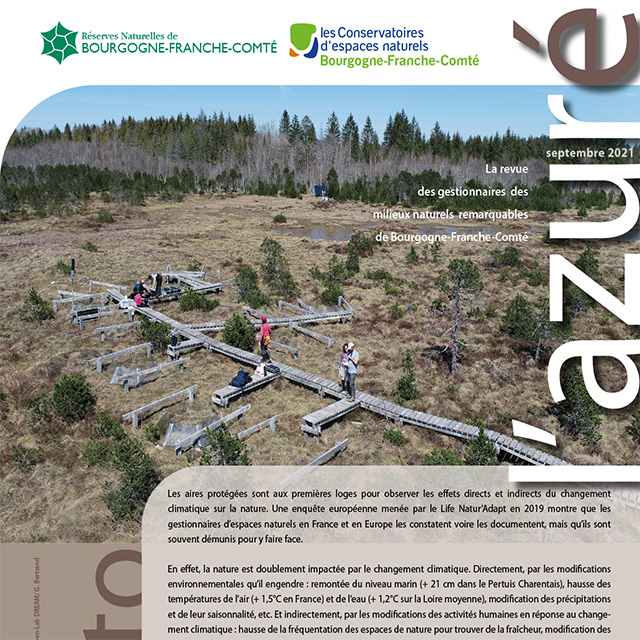 Réserves Naturelles de
BOURGOGNE-FRANCHE-COMTÉ
les Conservatoires
d'espaces naturels
Bourgogne-Franche-Comté
l'azuré
septembre 2021
La revue
des gestionnaires des
milieux naturels remarquables
de Bourgogne-Franche-Comté
Les aires protégées sont aux premières loges pour observer les effets directs et indirects du changement
climatique sur la nature. Une enquête européenne menée par le Life Natur'Adapt en 2019 montre que les
gestionnaires d'espaces naturels en France et en Europe les constatent voire les documentent, mais qu'ils sont
souvent démunis pour y faire face.
En effet, la nature est doublement impactée par le changement climatique. Directement, par les modifications
environnementales qu'il engendre : remontée du niveau marin (+ 21 cm dans le Pertuis Charentais), hausse des
températures de l'air (+ 1,5°C en France) et de l'eau (+ 1,2°C sur la Loire moyenne), modification des précipitations
et de leur saisonnalité, etc. Et indirectement, par les modifications des activités humaines en réponse au change-
ment climatique : hausse de la fréquentation des espaces de nature pour trouver de la fraîcheur, modification des
to
en-Lab DREAM/ G. Bertrand